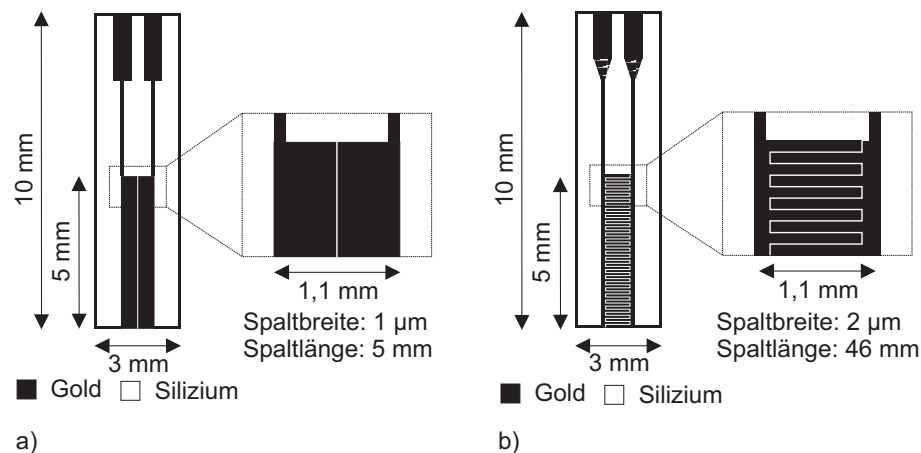 10 mm
5 mm
1,1 mm
Spaltbreite: 1 µm
Spaltlänge: 5 mm
3 mm
Gold Silizium
a)
10 mm
5 mm
1,1 mm
Spaltbreite: 2 µm
Spaltlänge: 46 mm
3 mm
Gold Silizium
b)